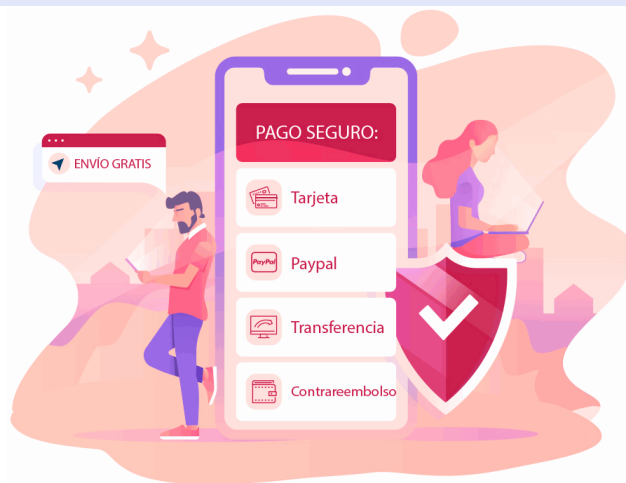 PAGO SEGURO:
ENVÍO GRATIS
Tarjeta
PayPal
Paypal
Transferencia
Contrareembolso